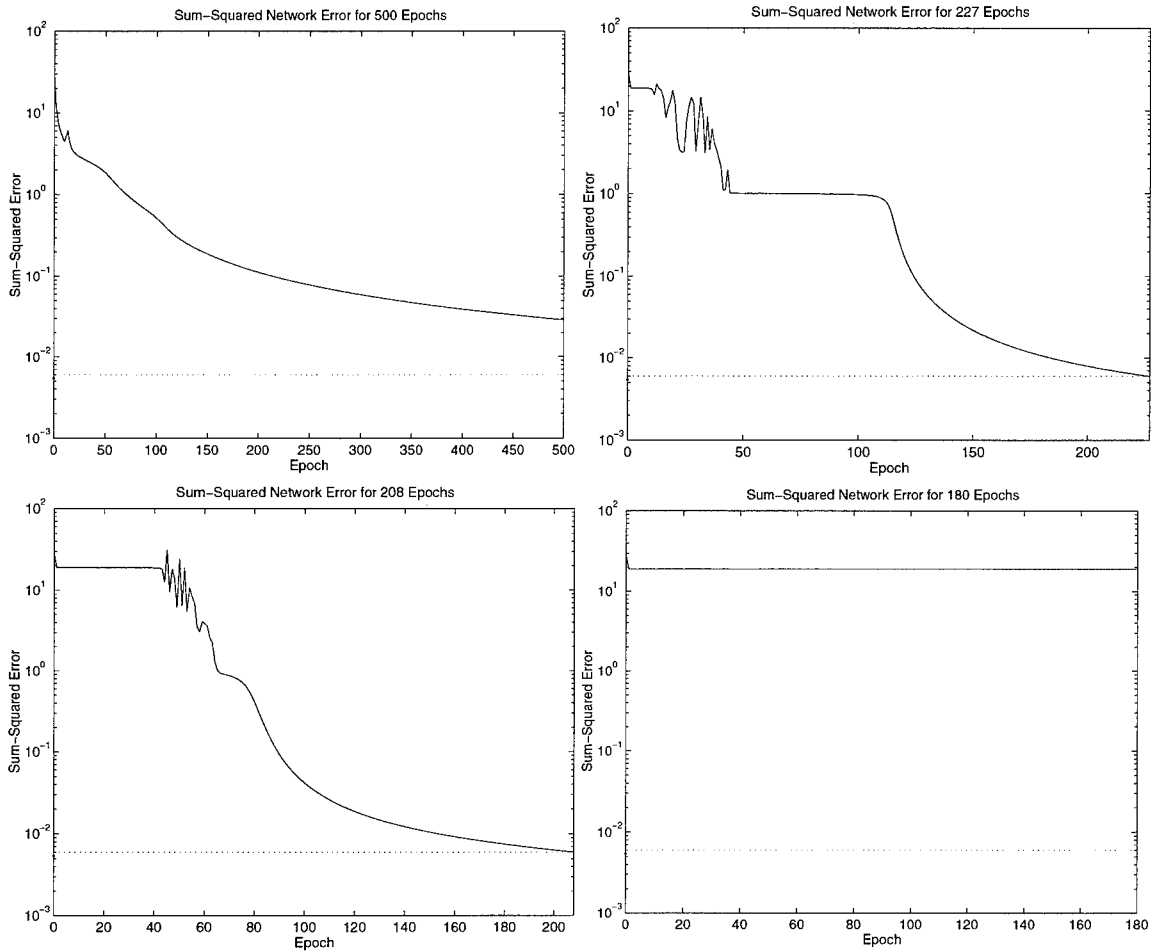 Sum-Squared Network Error for 500 Epochs
10^2
10^1
10^0
10^-1
10^-2
10^-3
Sum-Squared Error
0 50 100 150 200 250 300 350 400 450 500
Epoch
Sum-Squared Network Error for 227 Epochs
10^2
10^1
10^0
10^-1
10^-2
10^-3
Sum-Squared Error
0 50 100 150 200
Epoch
Sum-Squared Network Error for 208 Epochs
10^2
10^1
10^0
10^-1
10^-2
10^-3
Sum-Squared Error
0 20 40 60 80 100 120 140 160 180 200
Epoch
Sum-Squared Network Error for 180 Epochs
10^2
10^1
10^0
10^-1
10^-2
10^-3
Sum-Squared Error
0 20 40 60 80 100 120 140 160 180
Epoch